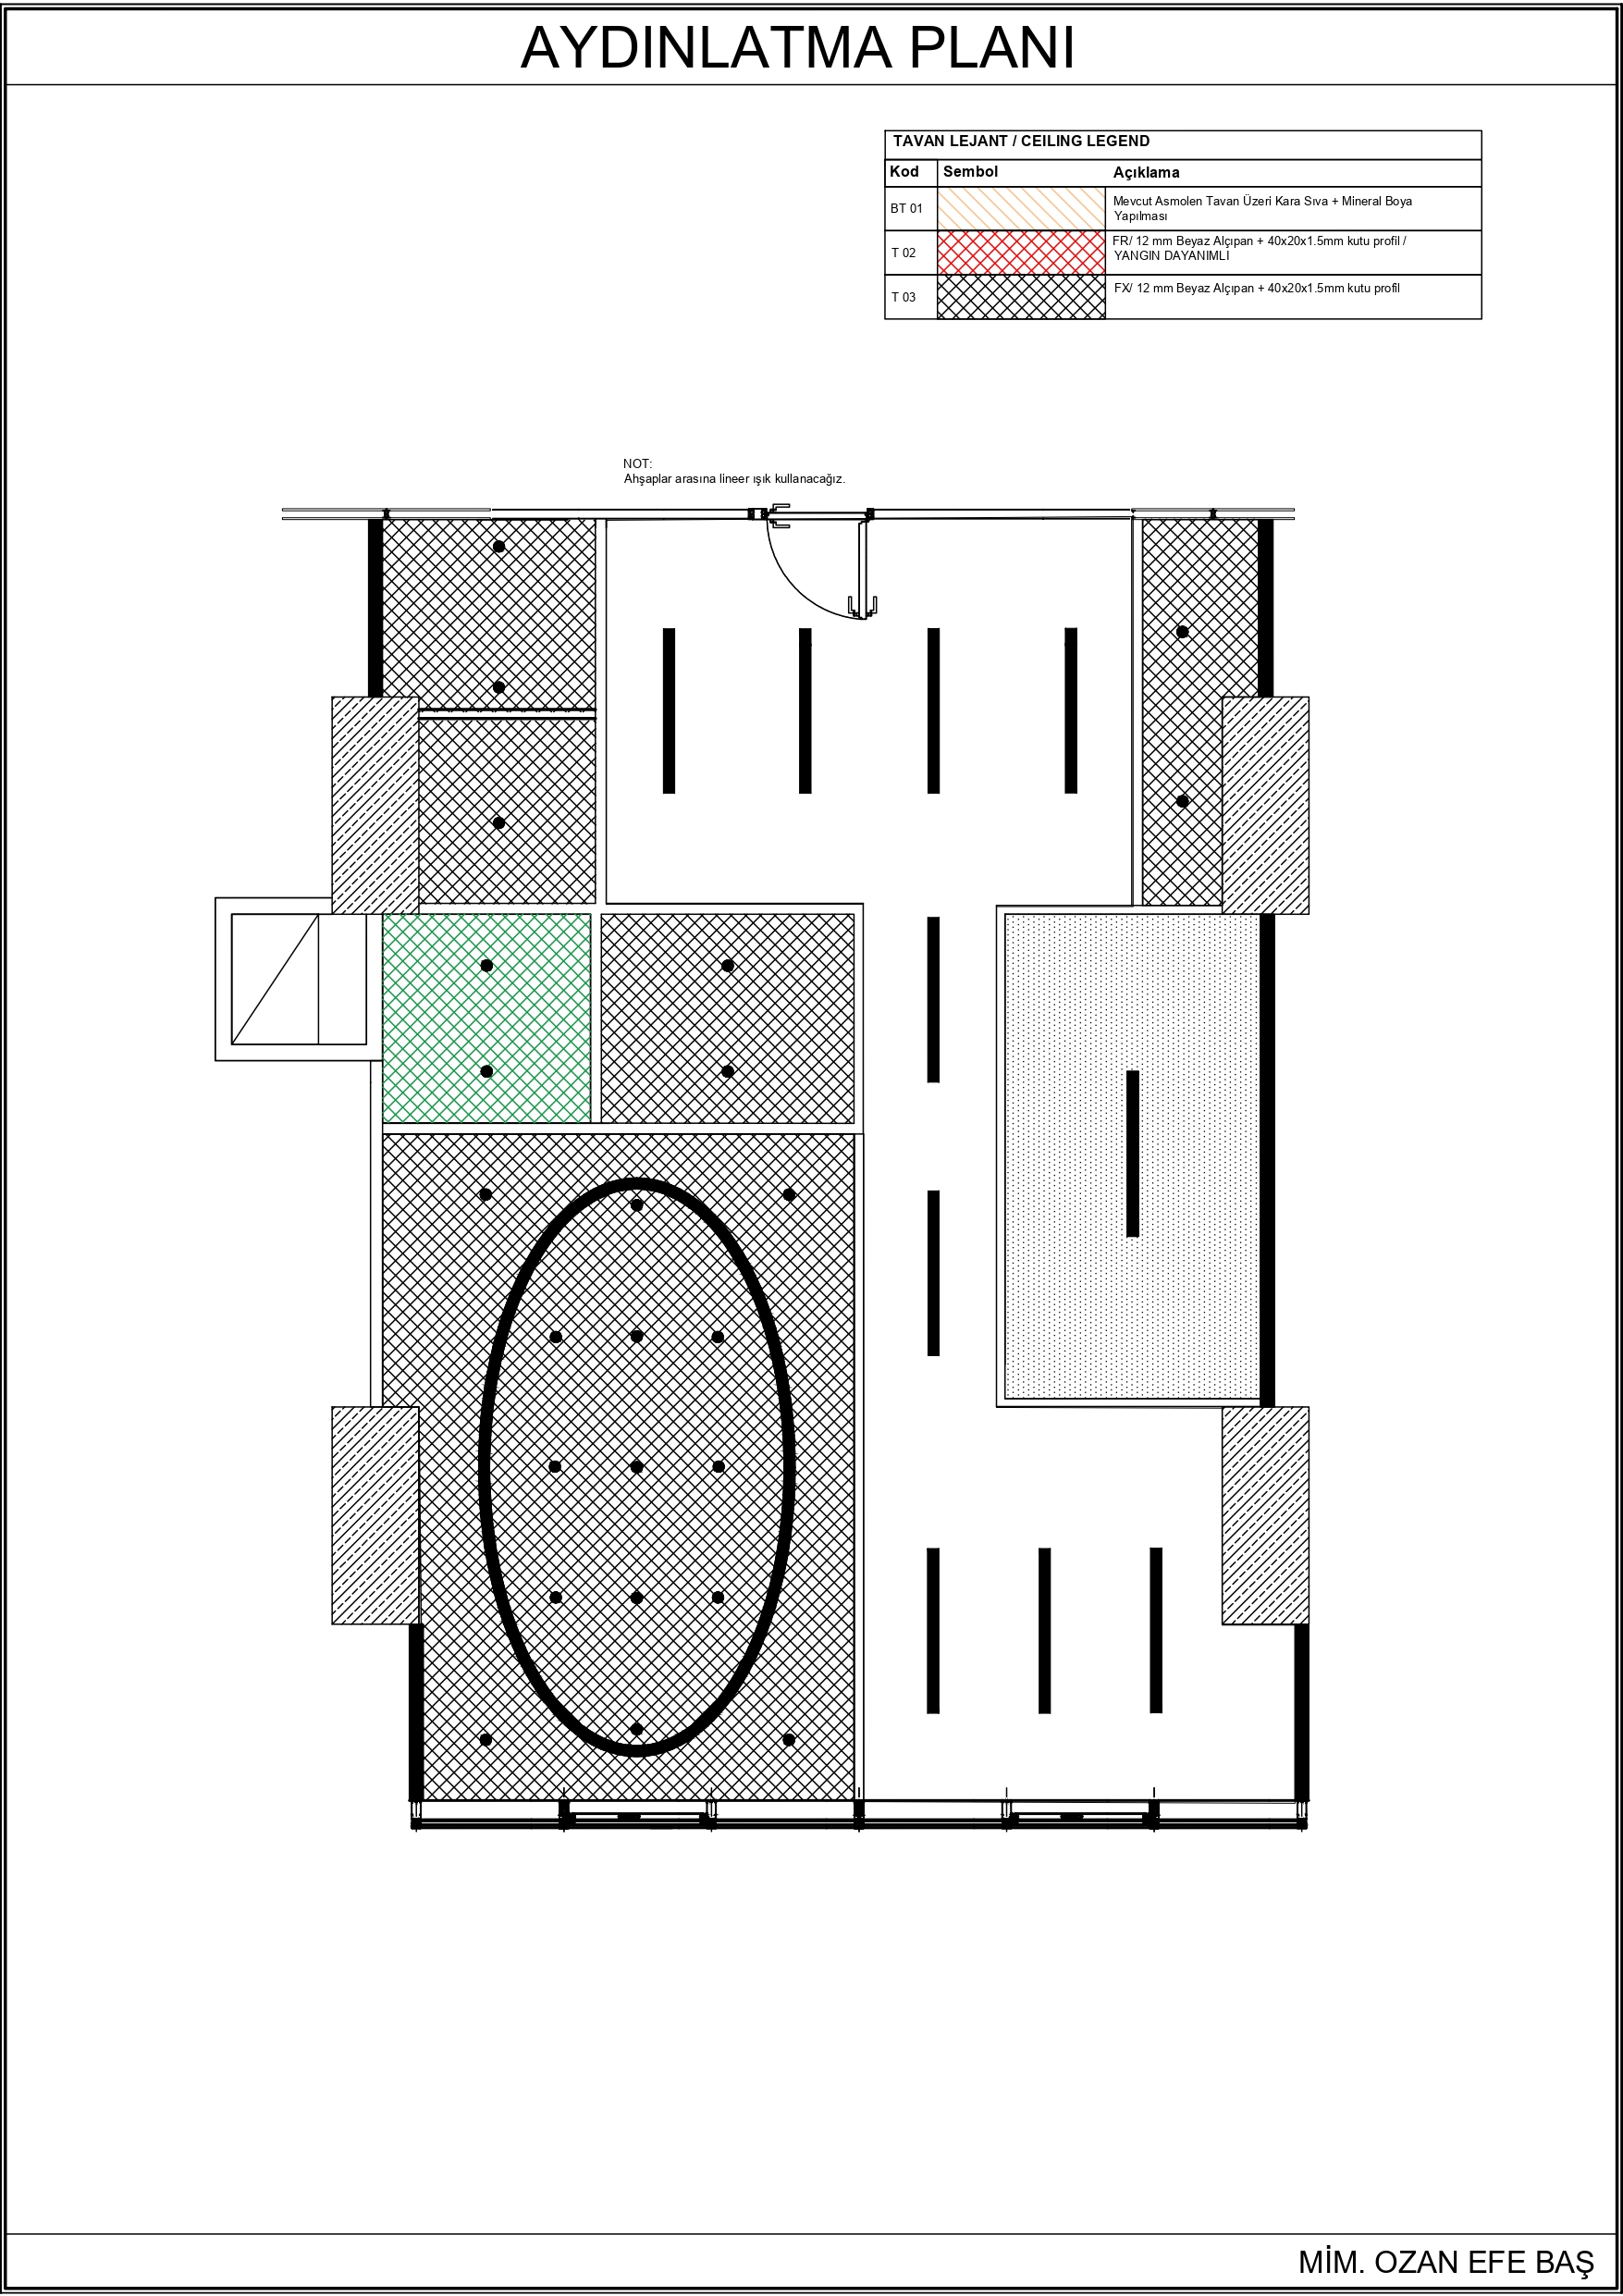 AYDINLATMA PLANI
TAVAN LEJANT / CEILING LEGEND
Kod Sembol Açıklama
BT 01 Mevcut Asmolen Tavan Üzeri Kara Sıva + Mineral Boya
Yapılması
T 02 FR/ 12 mm Beyaz Alçıpan + 40x20x1.5mm kutu profil /
YANGIN DAYANIMLI
T 03 FX/ 12 mm Beyaz Alçıpan + 40x20x1.5mm kutu profil
NOT:
Ahşaplar arasına lineer ışık kullanacağız.
MİM. OZAN EFE BAŞ